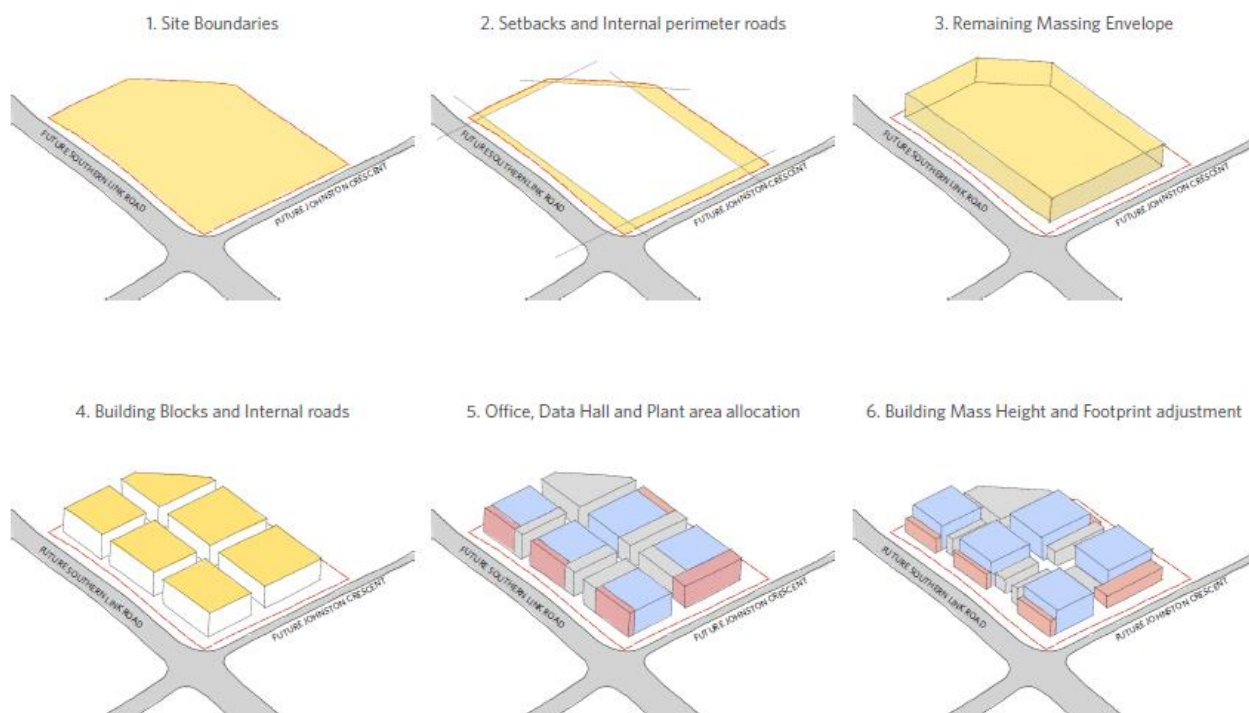 1. Site Boundaries
2. Setbacks and Internal perimeter roads
3. Remaining Massing Envelope
FUTURE SOUTHERN LINK ROAD
FUTURE JOHNSTON CRESCENT
FUTURE SOUTHERN LINK ROAD
FUTURE JOHNSTON CRESCENT
FUTURE SOUTHERN LINK ROAD
FUTURE JOHNSTON CRESCENT
4. Building Blocks and Internal roads
5. Office, Data Hall and Plant area allocation
6. Building Mass Height and Footprint adjustment
FUTURE SOUTHERN LINK ROAD
FUTURE JOHNSTON CRESCENT
FUTURE SOUTHERN LINK ROAD
FUTURE JOHNSTON CRESCENT
FUTURE SOUTHERN LINK ROAD
FUTURE JOHNSTON CRESCENT